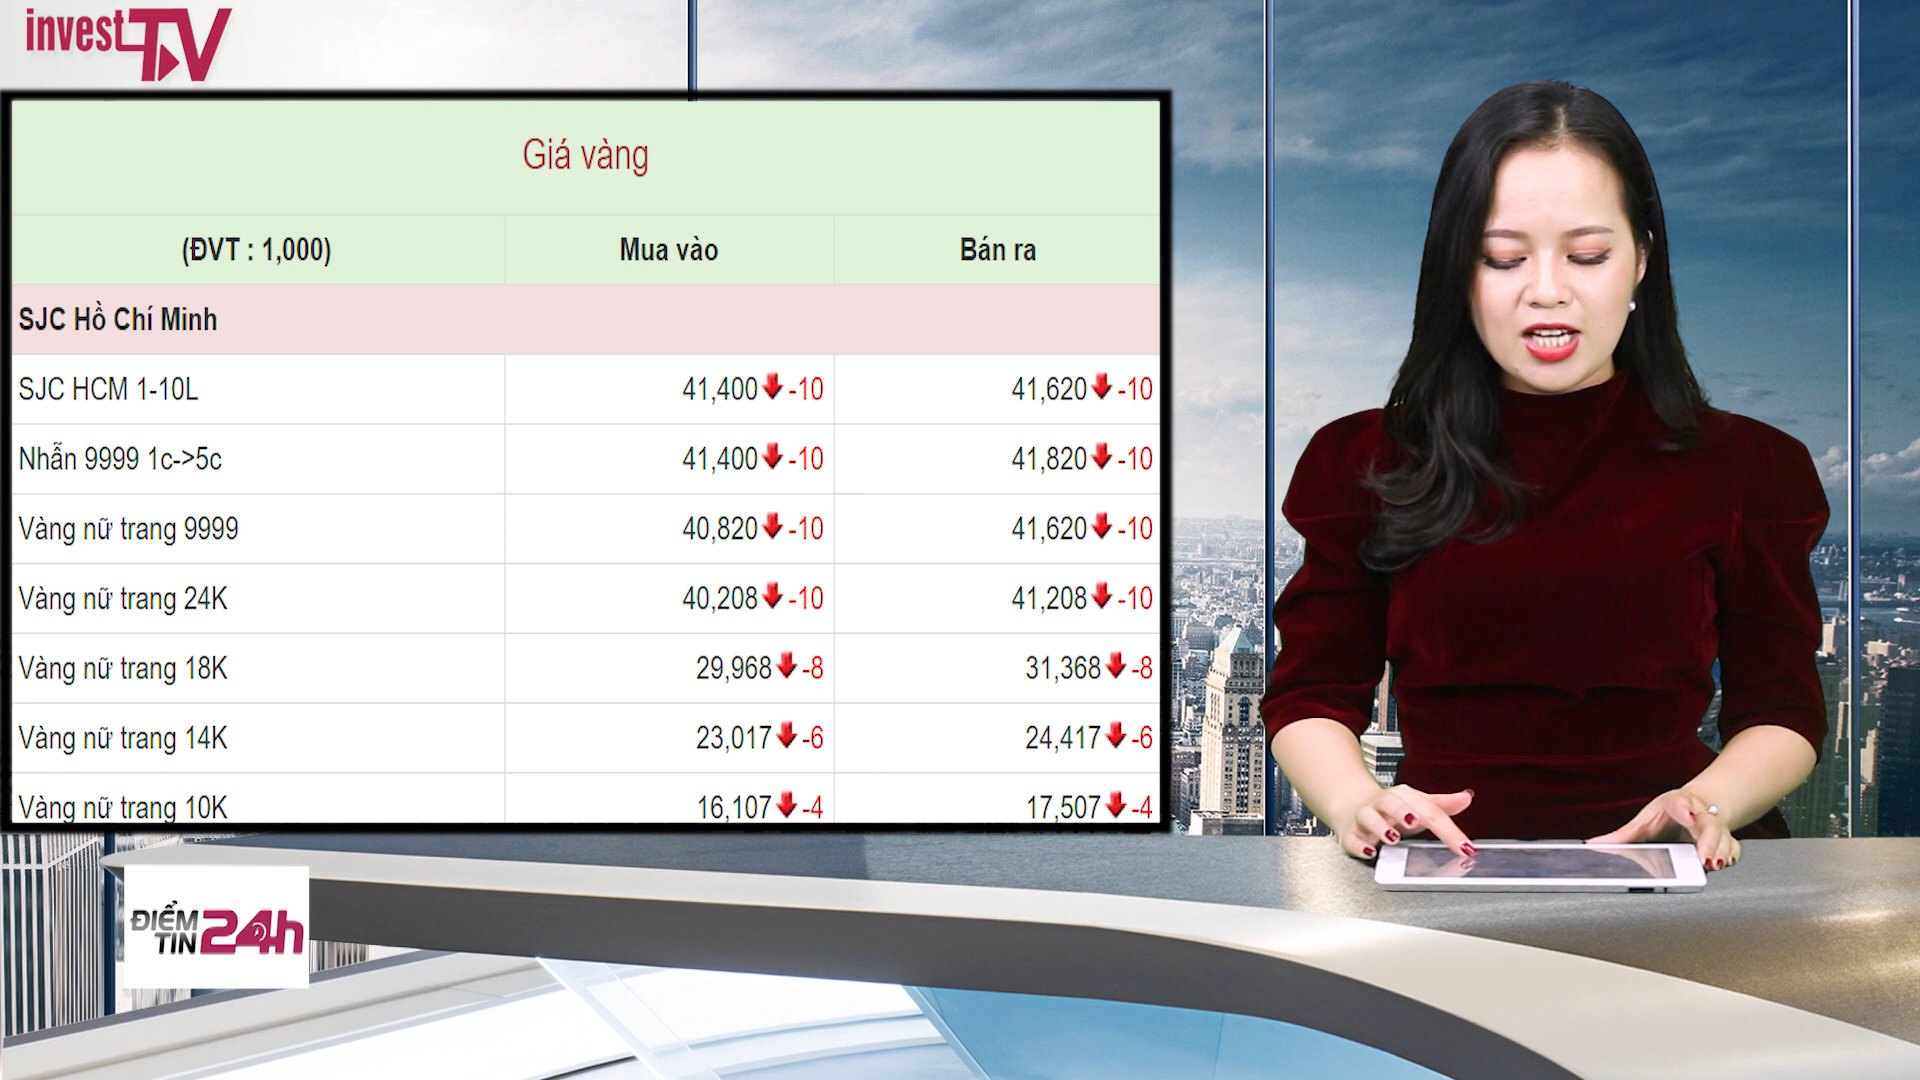 invest TV
Giá vàng
(ĐVT : 1,000) Mua vào Bán ra
SJC Hồ Chí Minh
SJC HCM 1-10L 41,400 -10 41,620 -10
Nhẫn 9999 1c->5c 41,400 -10 41,820 -10
Vàng nữ trang 9999 40,820 -10 41,620 -10
Vàng nữ trang 24K 40,208 -10 41,208 -10
Vàng nữ trang 18K 29,968 -8 31,368 -8
Vàng nữ trang 14K 23,017 -6 24,417 -6
Vàng nữ trang 10K 16,107 -4 17,507 -4
ĐIỂM
TIN 24h